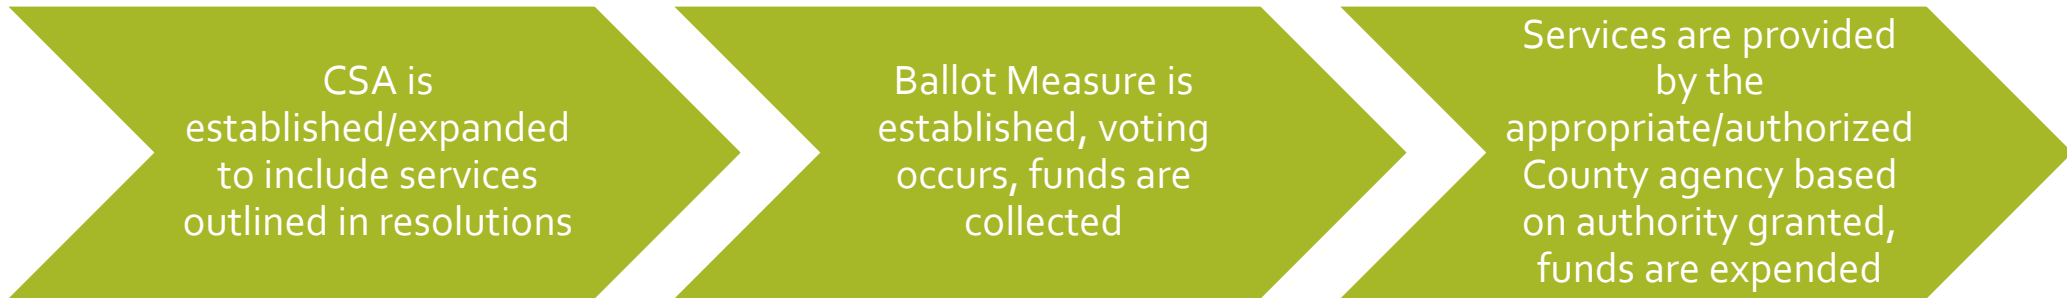 CSA is
established/expanded
to include services
outlined in resolutions
Ballot Measure is
established, voting
occurs, funds are
collected
Services are provided
by the
appropriate/authorized
County agency based
on authority granted,
funds are expended